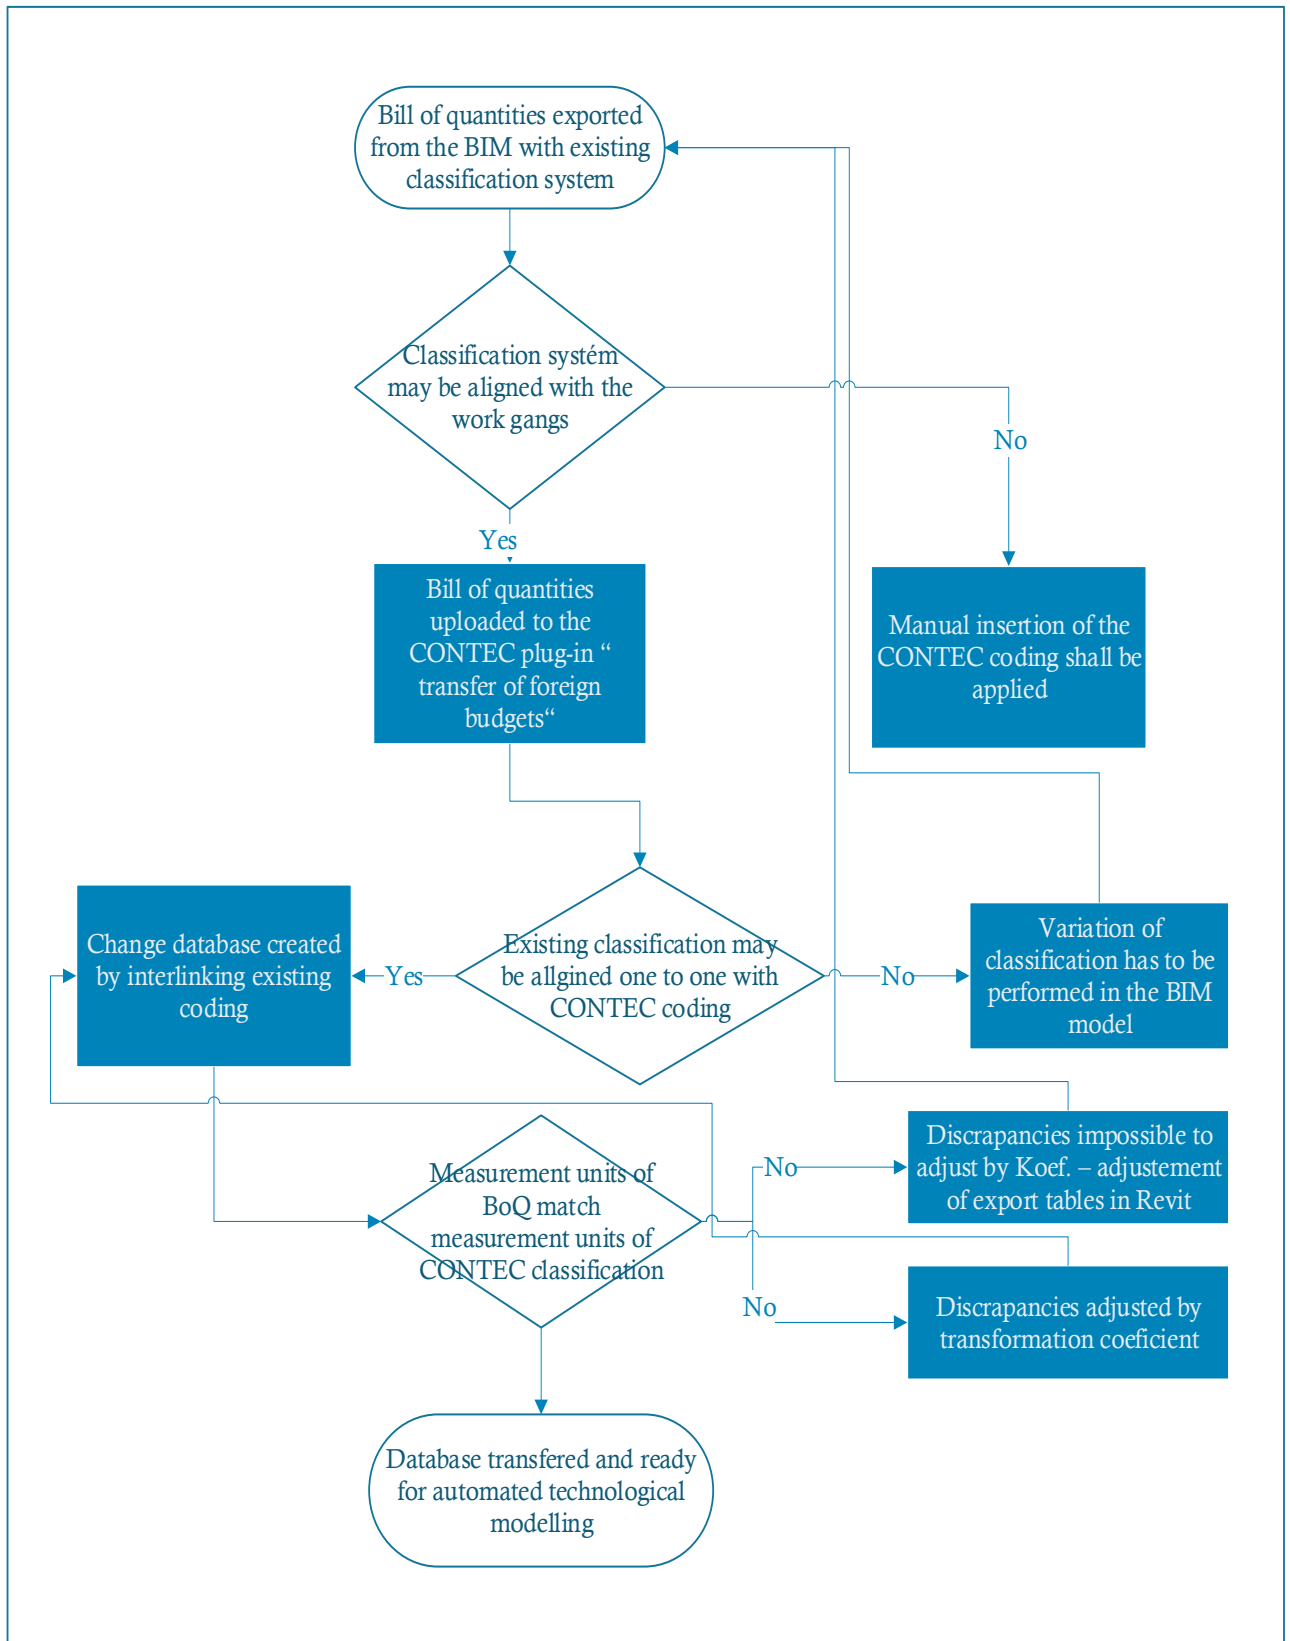 Bill of quantities exported
from the BIM with existing
classification system
Classification systém
may be aligned with the
work gangs
No
Yes
Bill of quantities
uploaded to the
CONTEC plug-in “
transfer of foreign
budgets“
Manual insertion of the
CONTEC coding shall be
applied
Change database created
by interlinking existing
coding
Yes
Existing classification may
be allgined one to one with
CONTEC coding
No
Variation of
classification has to be
performed in the BIM
model
Measurement units of
BoQ match
measurement units of
CONTEC classification
No
Discrapancies impossible to
adjust by Koef. – adjustement
of export tables in Revit
No
Discrapancies adjusted by
transformation coeficient
Database transfered and ready
for automated technological
modelling